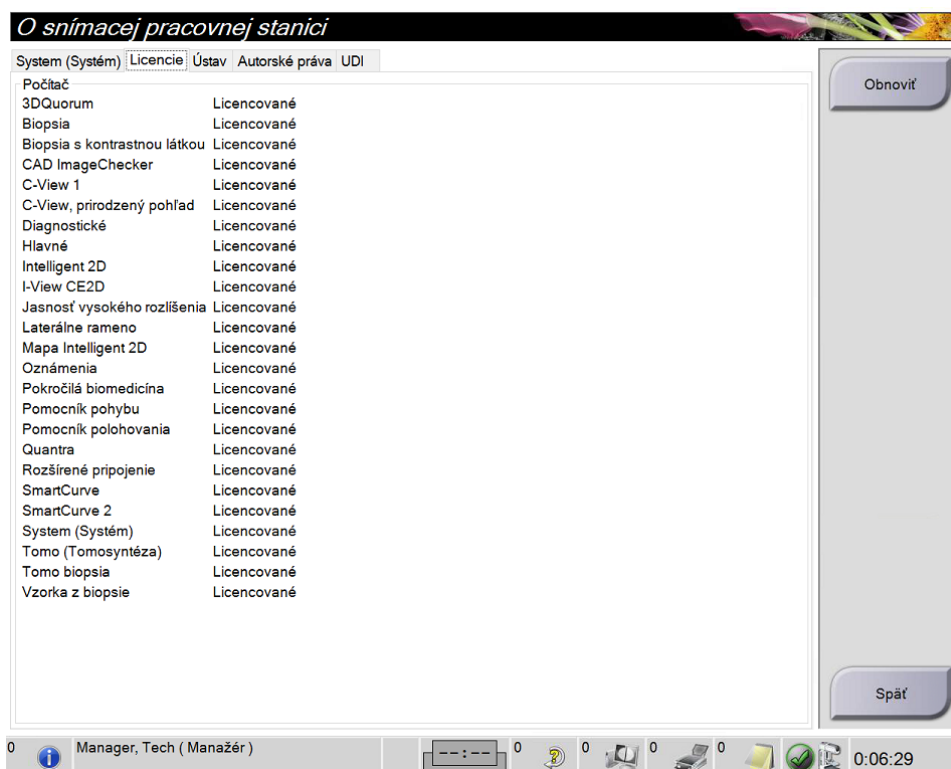 O snímacej pracovnej stanici
System (Systém) Licencie Ústav Autorské práva UDI
Počítač
3DQuorum Licencované
Biopsia Licencované
Biopsia s kontrastnou látkou Licencované
CAD ImageChecker Licencované
C-View 1 Licencované
C-View, prirodzený pohľad Licencované
Diagnostické Licencované
Hlavné Licencované
Intelligent 2D Licencované
I-View CE2D Licencované
Jasnosť vysokého rozlíšenia Licencované
Laterálne rameno Licencované
Mapa Intelligent 2D Licencované
Oznámenia Licencované
Pokročilá biomedicína Licencované
Pomocník pohybu Licencované
Pomocník polohovania Licencované
Quantra Licencované
Rozšírené pripojenie Licencované
SmartCurve Licencované
SmartCurve 2 Licencované
System (Systém) Licencované
Tomo (Tomosyntéza) Licencované
Tomo biopsia Licencované
Vzorka z biopsie Licencované
Obnoviť
Späť
0 Manager, Tech ( Manažér ) --:-- 0 0 0 0 0:06:29